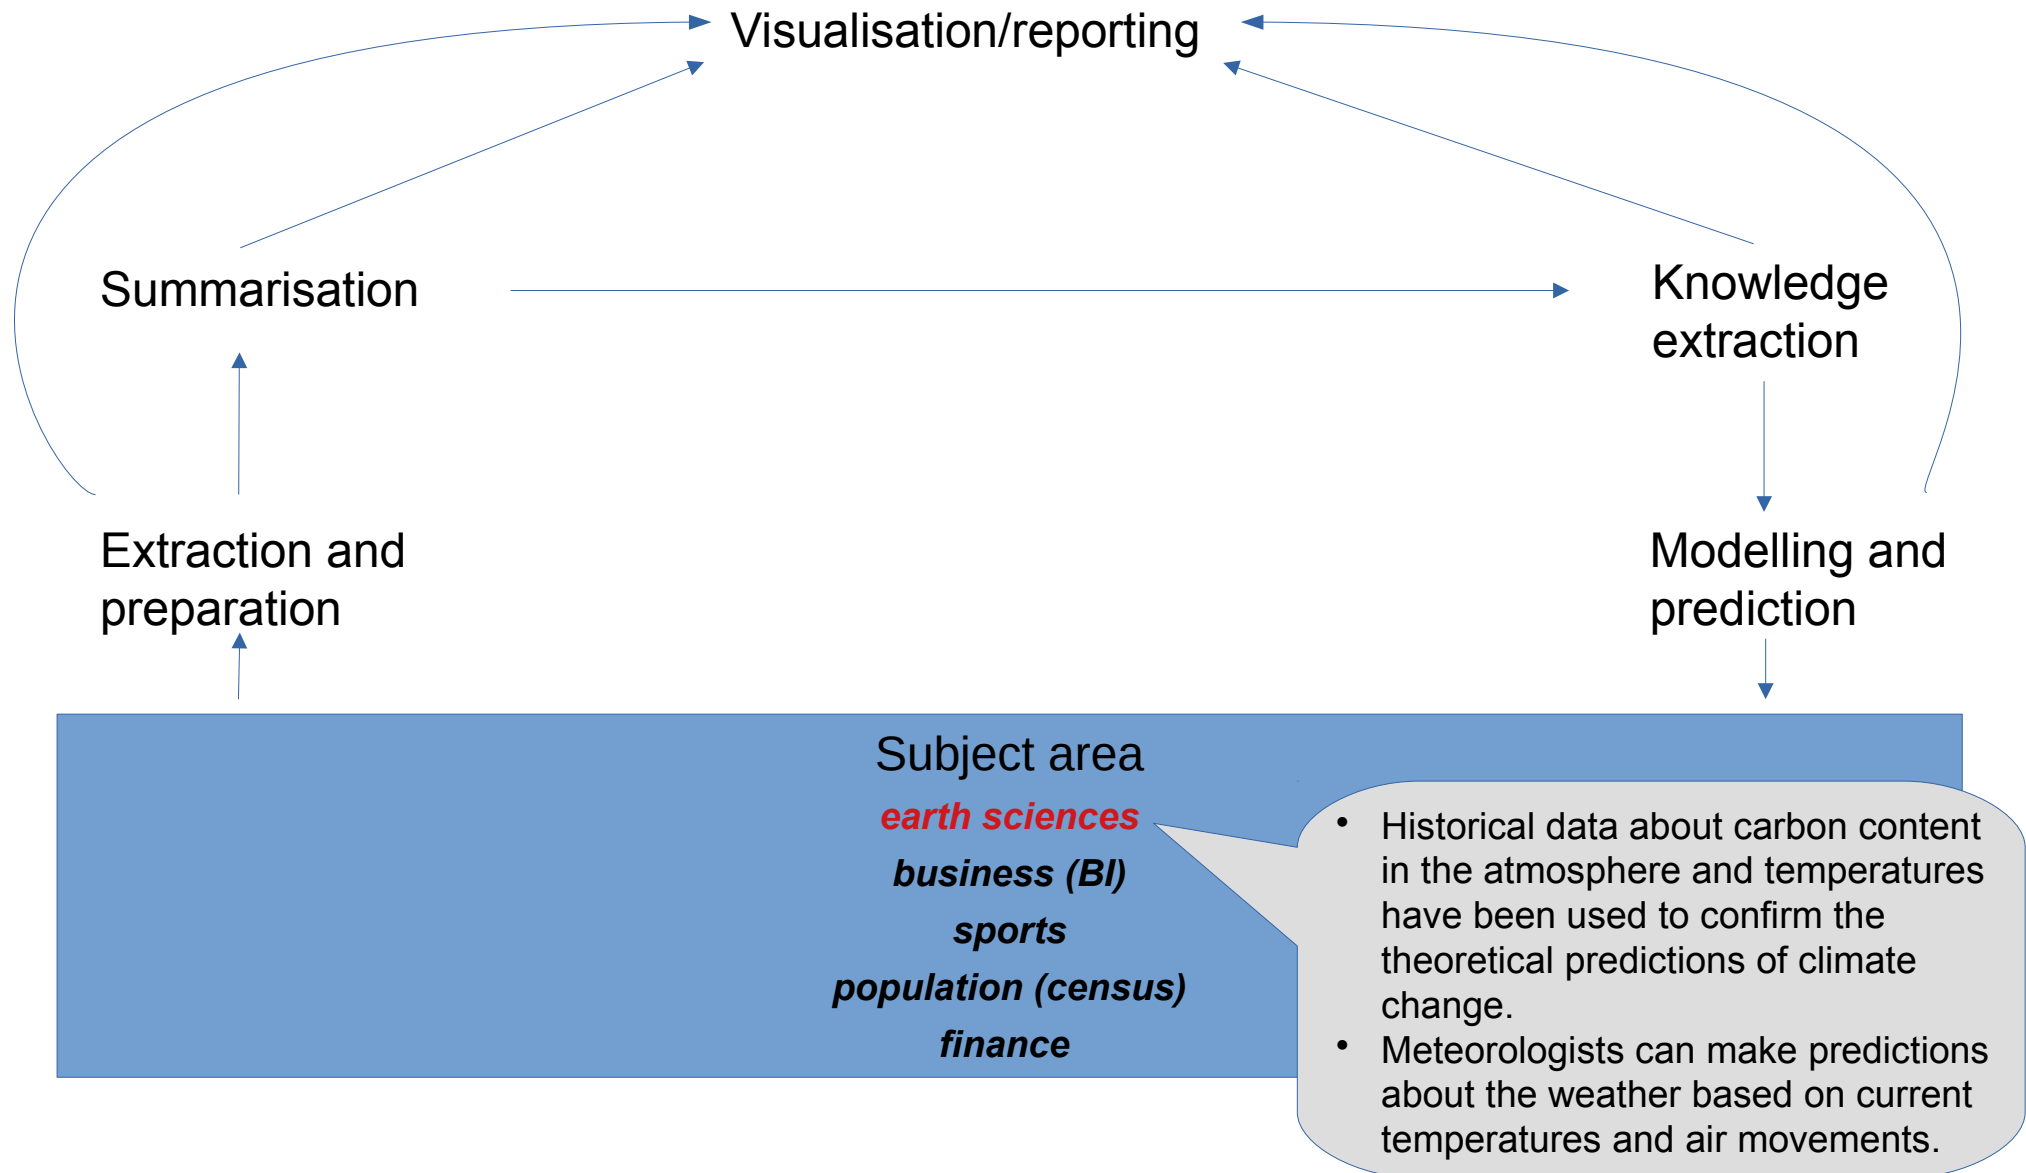 Visualisation/reporting
Summarisation
Knowledge
extraction
Extraction and
preparation
Modelling and
prediction
Subject area
earth sciences
business (BI)
sports
population (census)
finance
• Historical data about carbon content
in the atmosphere and temperatures
have been used to confirm the
theoretical predictions of climate
change.
• Meteorologists can make predictions
about the weather based on current
temperatures and air movements.